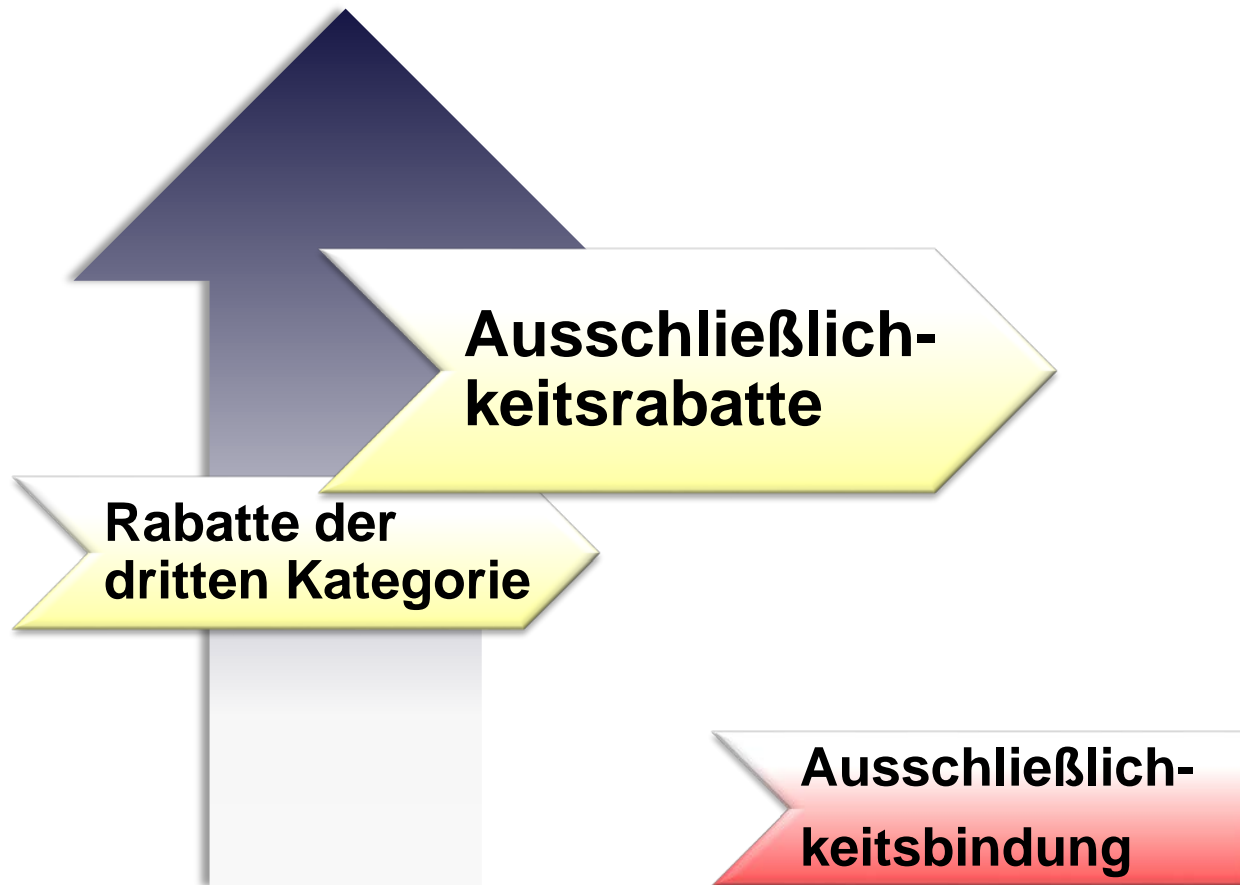 Ausschließlich-
keitsrabatte
Rabatte der
dritten Kategorie
Ausschließlich-
keitsbindung